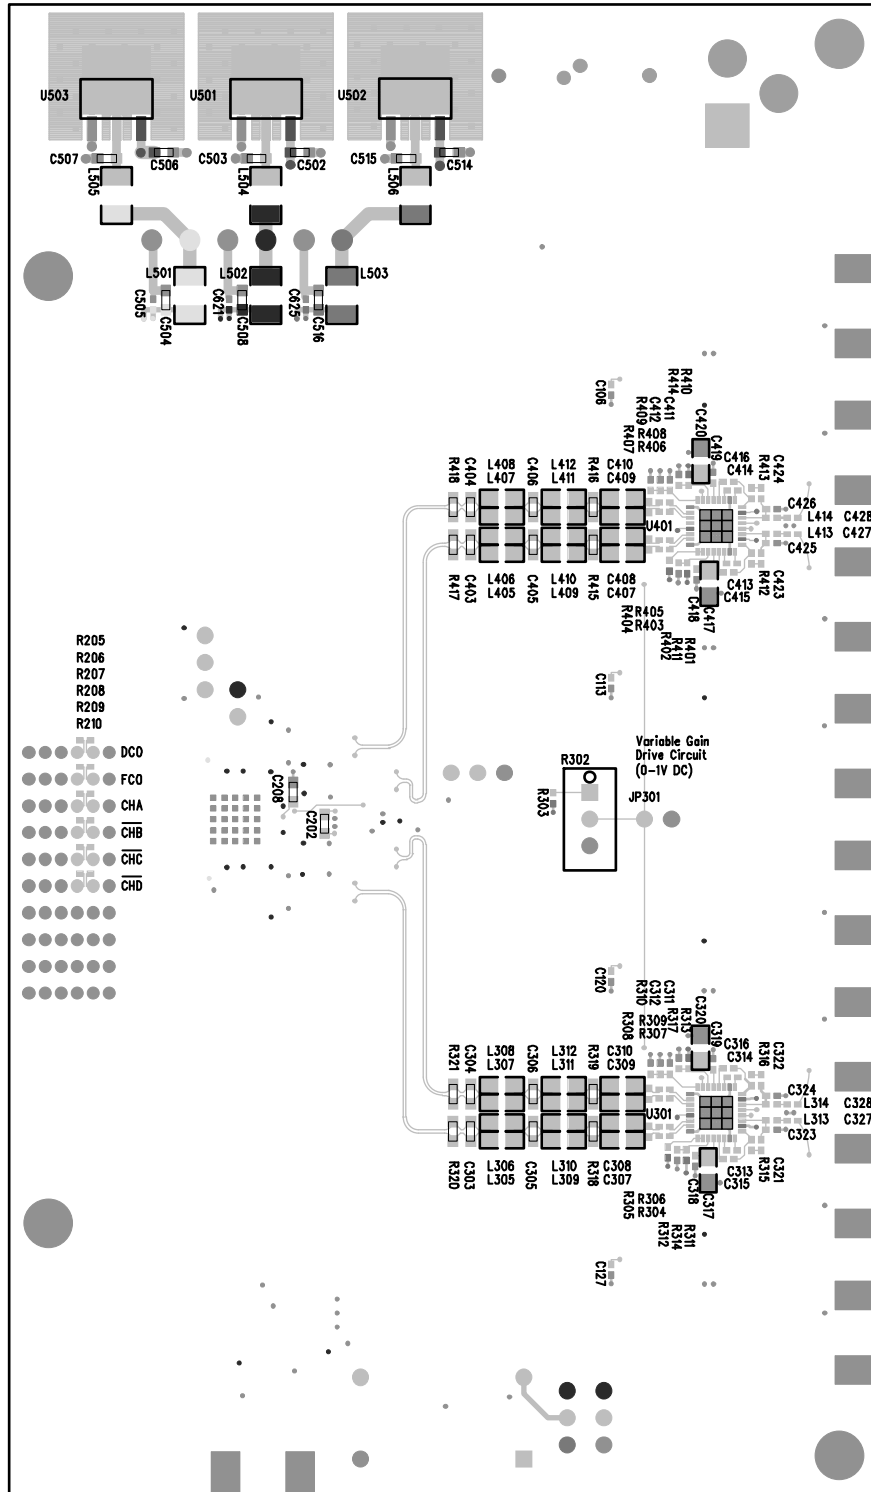 U503
U501
U502
C507
C506
C503
C502
C515
C514
L505
L504
L506
L501
L502
L503
C505
C504
C621
C508
C625
C516
C106
R410
R414
C411
C412
R409
R408
R407
R406
C420
C419
C416
C414
R413
C424
R418
C404
L408
L407
C406
L412
L411
R416
C410
C409
C426
U401
L414 C428
L413 C427
C425
R417
C403
L406
L405
C405
L410
L409
R415
C408
C407
C413
C415
R412
C423
C418
C417
R405
R403
R404
R402
R411
R401
R205
R206
R207
R208
R209
R210
C113
DCO
FCO
CHA
CHB
CHC
CHD
C208
C202
Variable Gain
Drive Circuit
(0-1V DC)
R302
R303
JP301
C120
R310
C312
C311
R317
R313
C320
C319
R309
R308
R307
C316
C314
R316
C322
R321
C304
L308
L307
C306
L312
L311
R319
C310
C309
C324
U301
L314 C328
L313 C327
C323
R320
C303
L306
L305
C305
L310
L309
R318
C308
C307
C313
C315
R315
C321
C318
C317
R306
R305
R304
R312
R314
R311
C127